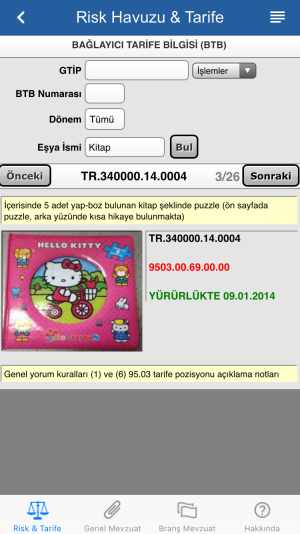 Risk Havuzu & Tarife
BAĞLAYICI TARİFE BİLGİSİ (BTB)
GTİP
İşlemler
BTB Numarası
Dönem
Tümü
Eşya İsmi
Kitap
Bul
Önceki
TR.340000.14.0004
3/26
Sonraki
İçerisinde 5 adet yap-boz bulunan kitap şeklinde puzzle (ön sayfada
puzzle, arka yüzünde kısa hikaye bulunmakta)
HELLO KITTY
TR.340000.14.0004
9503.00.69.00.00
YÜRÜRLÜKTE 09.01.2014
Genel yorum kuralları (1) ve (6) 95.03 tarife pozisyonu açıklama notları
Risk & Tarife
Genel Mevzuat
Branş Mevzuat
Hakkında